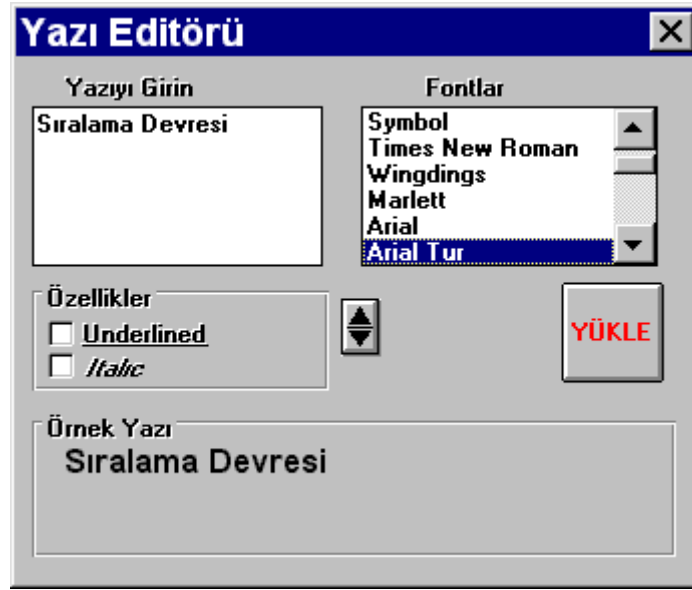 Yazı Editörü
Yazıyı Girin
Sıralama Devresi
Fontlar
Symbol
Times New Roman
Wingdings
Marlett
Arial
Arial Tur
Özellikler
Underlined
Italic
YÜKLE
Örnek Yazı
Sıralama Devresi